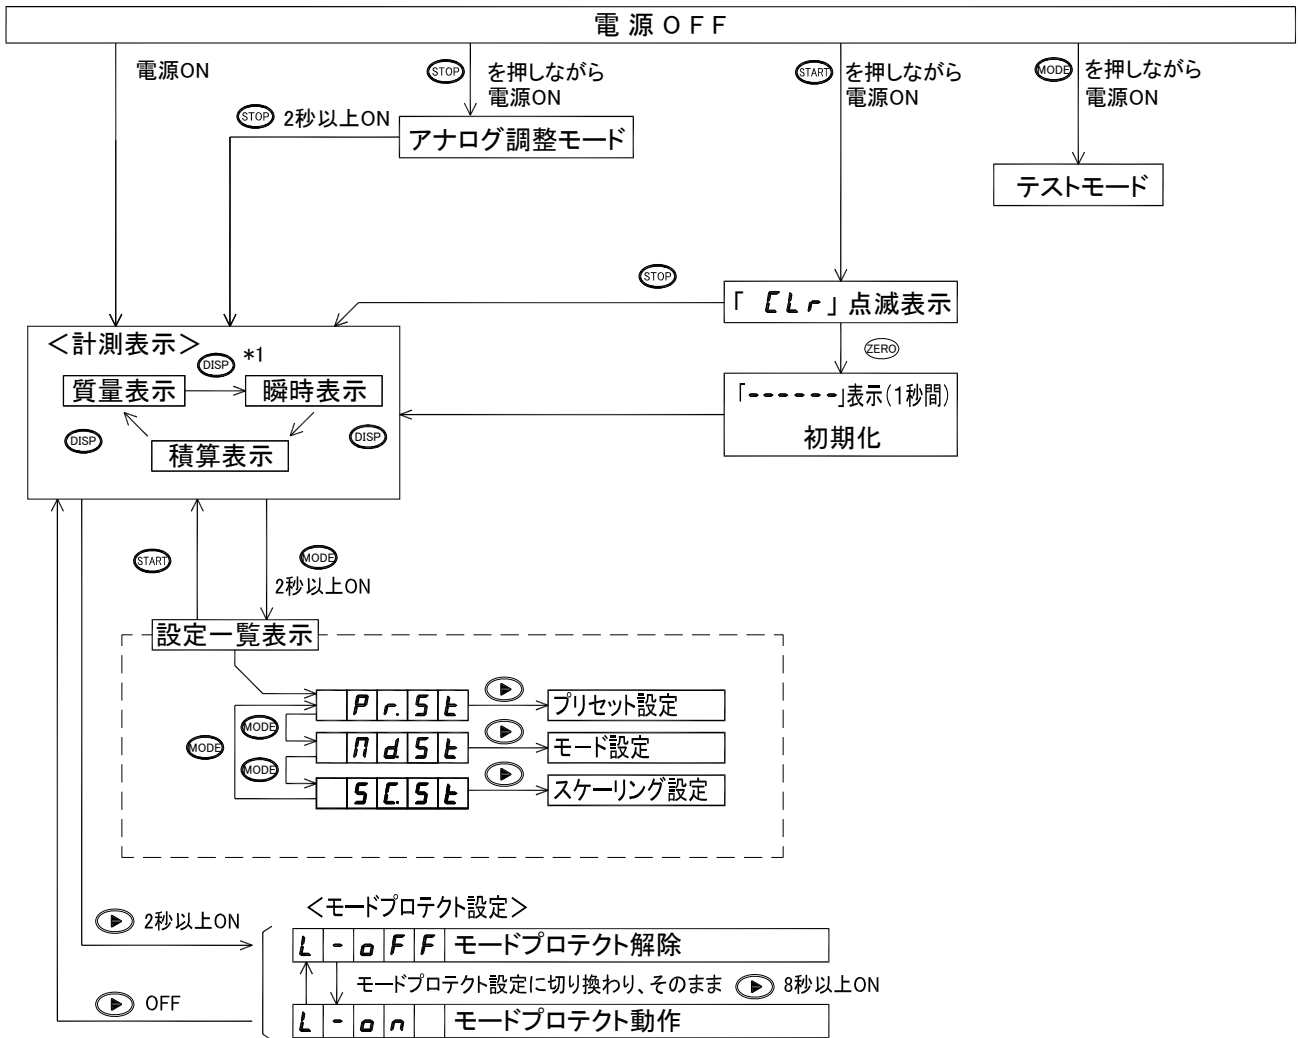 電源OFF
電源ON
STOP を押しながら
電源ON
START を押しながら
電源ON
MODE を押しながら
電源ON
STOP 2秒以上ON
アナログ調整モード
テストモード
STOP
「 CLr」点滅表示
<計測表示>
DISP *1
ZERO
質量表示
瞬時表示
「------」表示(1秒間)
初期化
DISP
DISP
積算表示
START
MODE
2秒以上ON
設定一覧表示
Pr.St
プリセット設定
MODE
MODE
Md.St
モード設定
MODE
SC.St
スケーリング設定
<モードプロテクト設定>
2秒以上ON
L-oFF モードプロテクト解除
モードプロテクト設定に切り換わり、そのまま 8秒以上ON
OFF
L-on モードプロテクト動作